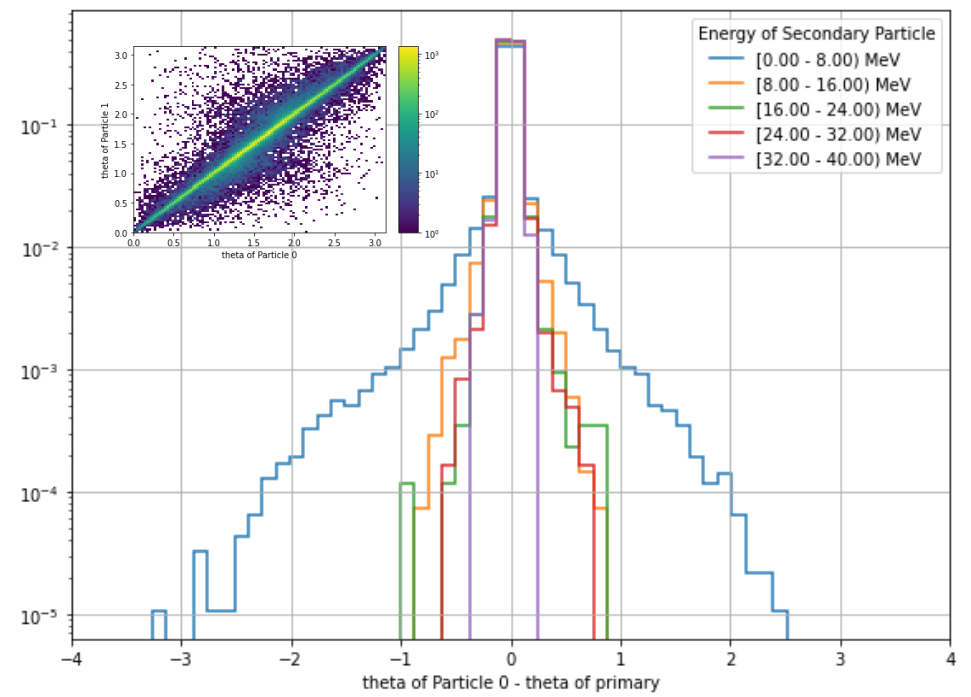 Energy of Secondary Particle
[0.00 - 8.00) MeV
[8.00 - 16.00) MeV
[16.00 - 24.00) MeV
[24.00 - 32.00) MeV
[32.00 - 40.00) MeV
10⁻¹
10⁻²
10⁻³
10⁻⁴
10⁻⁵
−4 −3 −2 −1 0 1 2 3 4
theta of Particle 0 - theta of primary
theta of Particle 1
3.0
2.5
2.0
1.5
1.0
0.5
0.0
0.0 0.5 1.0 1.5 2.0 2.5 3.0
theta of Particle 0
10³
10²
10¹
10⁰